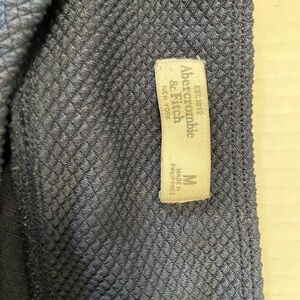 EST. 1892
Abercrombie
& Fitch
NEW YORK
M
MADE IN
PHILIPPINES